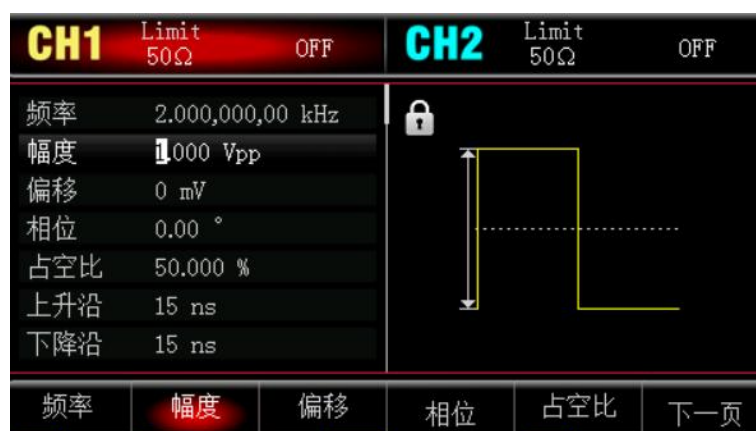 CH1 Limit 50Ω OFF
CH2 Limit 50Ω OFF
频率 2.000,000,00 kHz
幅度 1.000 Vpp
偏移 0 mV
相位 0.00 °
占空比 50.000 %
上升沿 15 ns
下降沿 15 ns
频率 幅度 偏移 相位 占空比 下一页